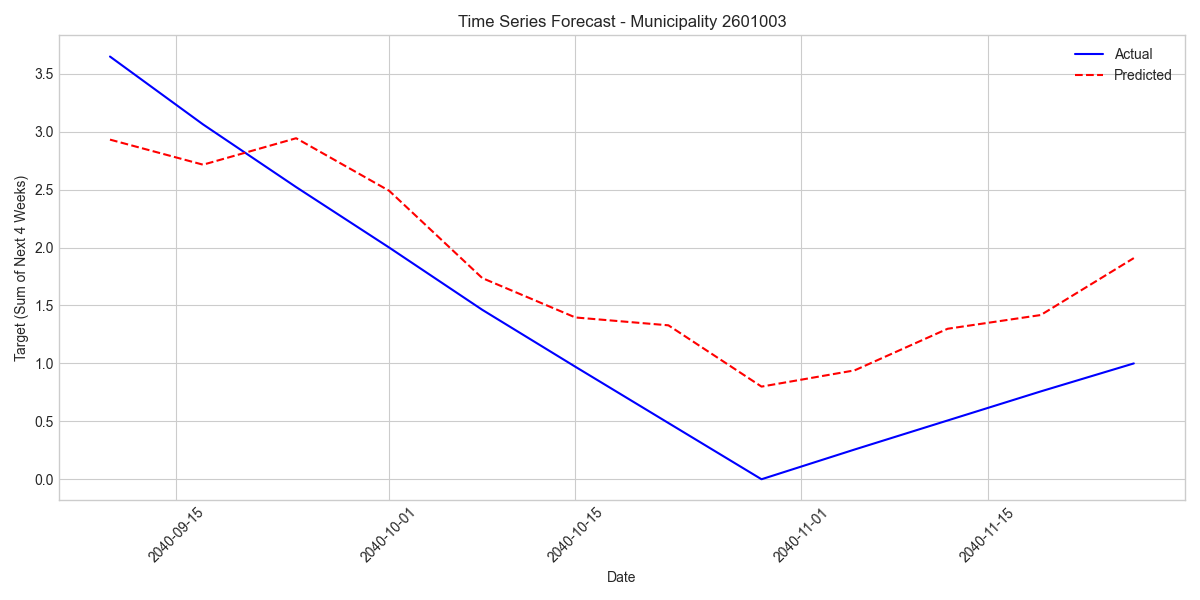 Time Series Forecast - Municipality 2601003
Actual
Predicted
Target (Sum of Next 4 Weeks)
3.5
3.0
2.5
2.0
1.5
1.0
0.5
0.0
2040-09-15
2040-10-01
2040-10-15
2040-11-01
2040-11-15
Date